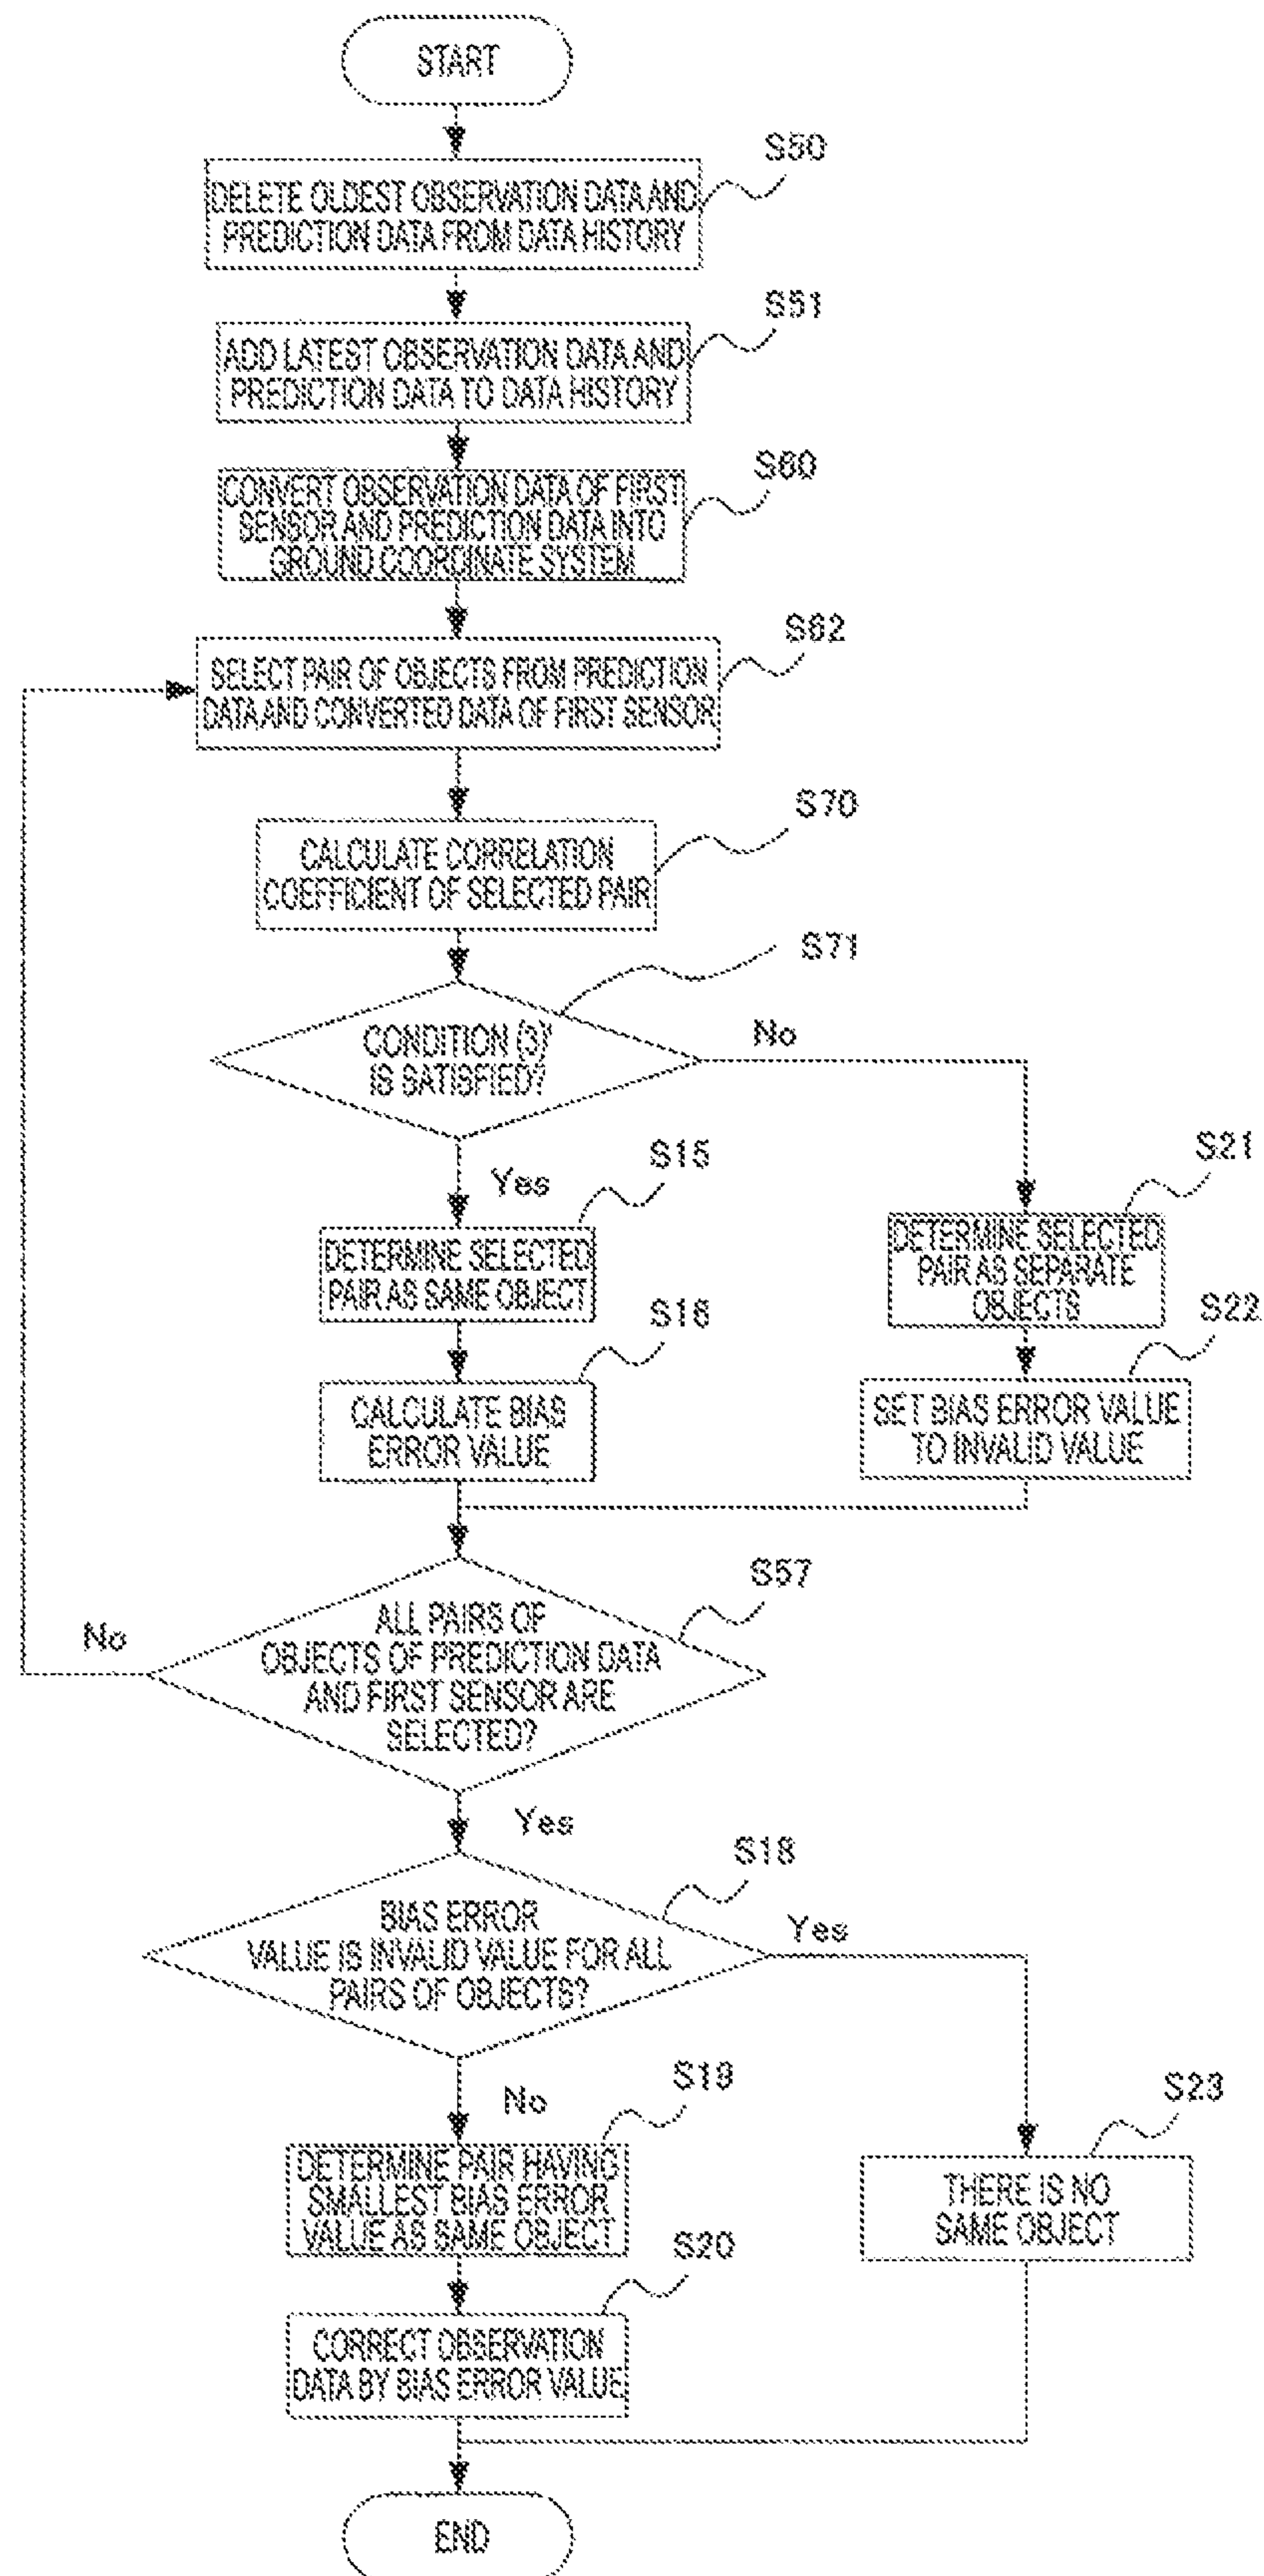 START
S50
DELETE OLDEST OBSERVATION DATA AND
PREDICTION DATA FROM DATA HISTORY
S51
ADD LATEST OBSERVATION DATA AND
PREDICTION DATA TO DATA HISTORY
S60
CONVERT OBSERVATION DATA OF FIRST
SENSOR AND PREDICTION DATA INTO
GROUND COORDINATE SYSTEM
S62
SELECT PAIR OF OBJECTS FROM PREDICTION
DATA AND CONVERTED DATA OF FIRST SENSOR
S70
CALCULATE CORRELATION
COEFFICIENT OF SELECTED PAIR
S71
CONDITION (3)'
IS SATISFIED?
No
Yes
S15
DETERMINE SELECTED
PAIR AS SAME OBJECT
S21
DETERMINE SELECTED
PAIR AS SEPARATE
OBJECTS
S16
CALCULATE BIAS
ERROR VALUE
S22
SET BIAS ERROR VALUE
TO INVALID VALUE
S57
ALL PAIRS OF
OBJECTS OF PREDICTION DATA
AND FIRST SENSOR ARE
SELECTED?
No
Yes
S18
BIAS ERROR
VALUE IS INVALID VALUE FOR ALL
PAIRS OF OBJECTS?
Yes
No
S19
DETERMINE PAIR HAVING
SMALLEST BIAS ERROR
VALUE AS SAME OBJECT
S23
THERE IS NO
SAME OBJECT
S20
CORRECT OBSERVATION
DATA BY BIAS ERROR VALUE
END